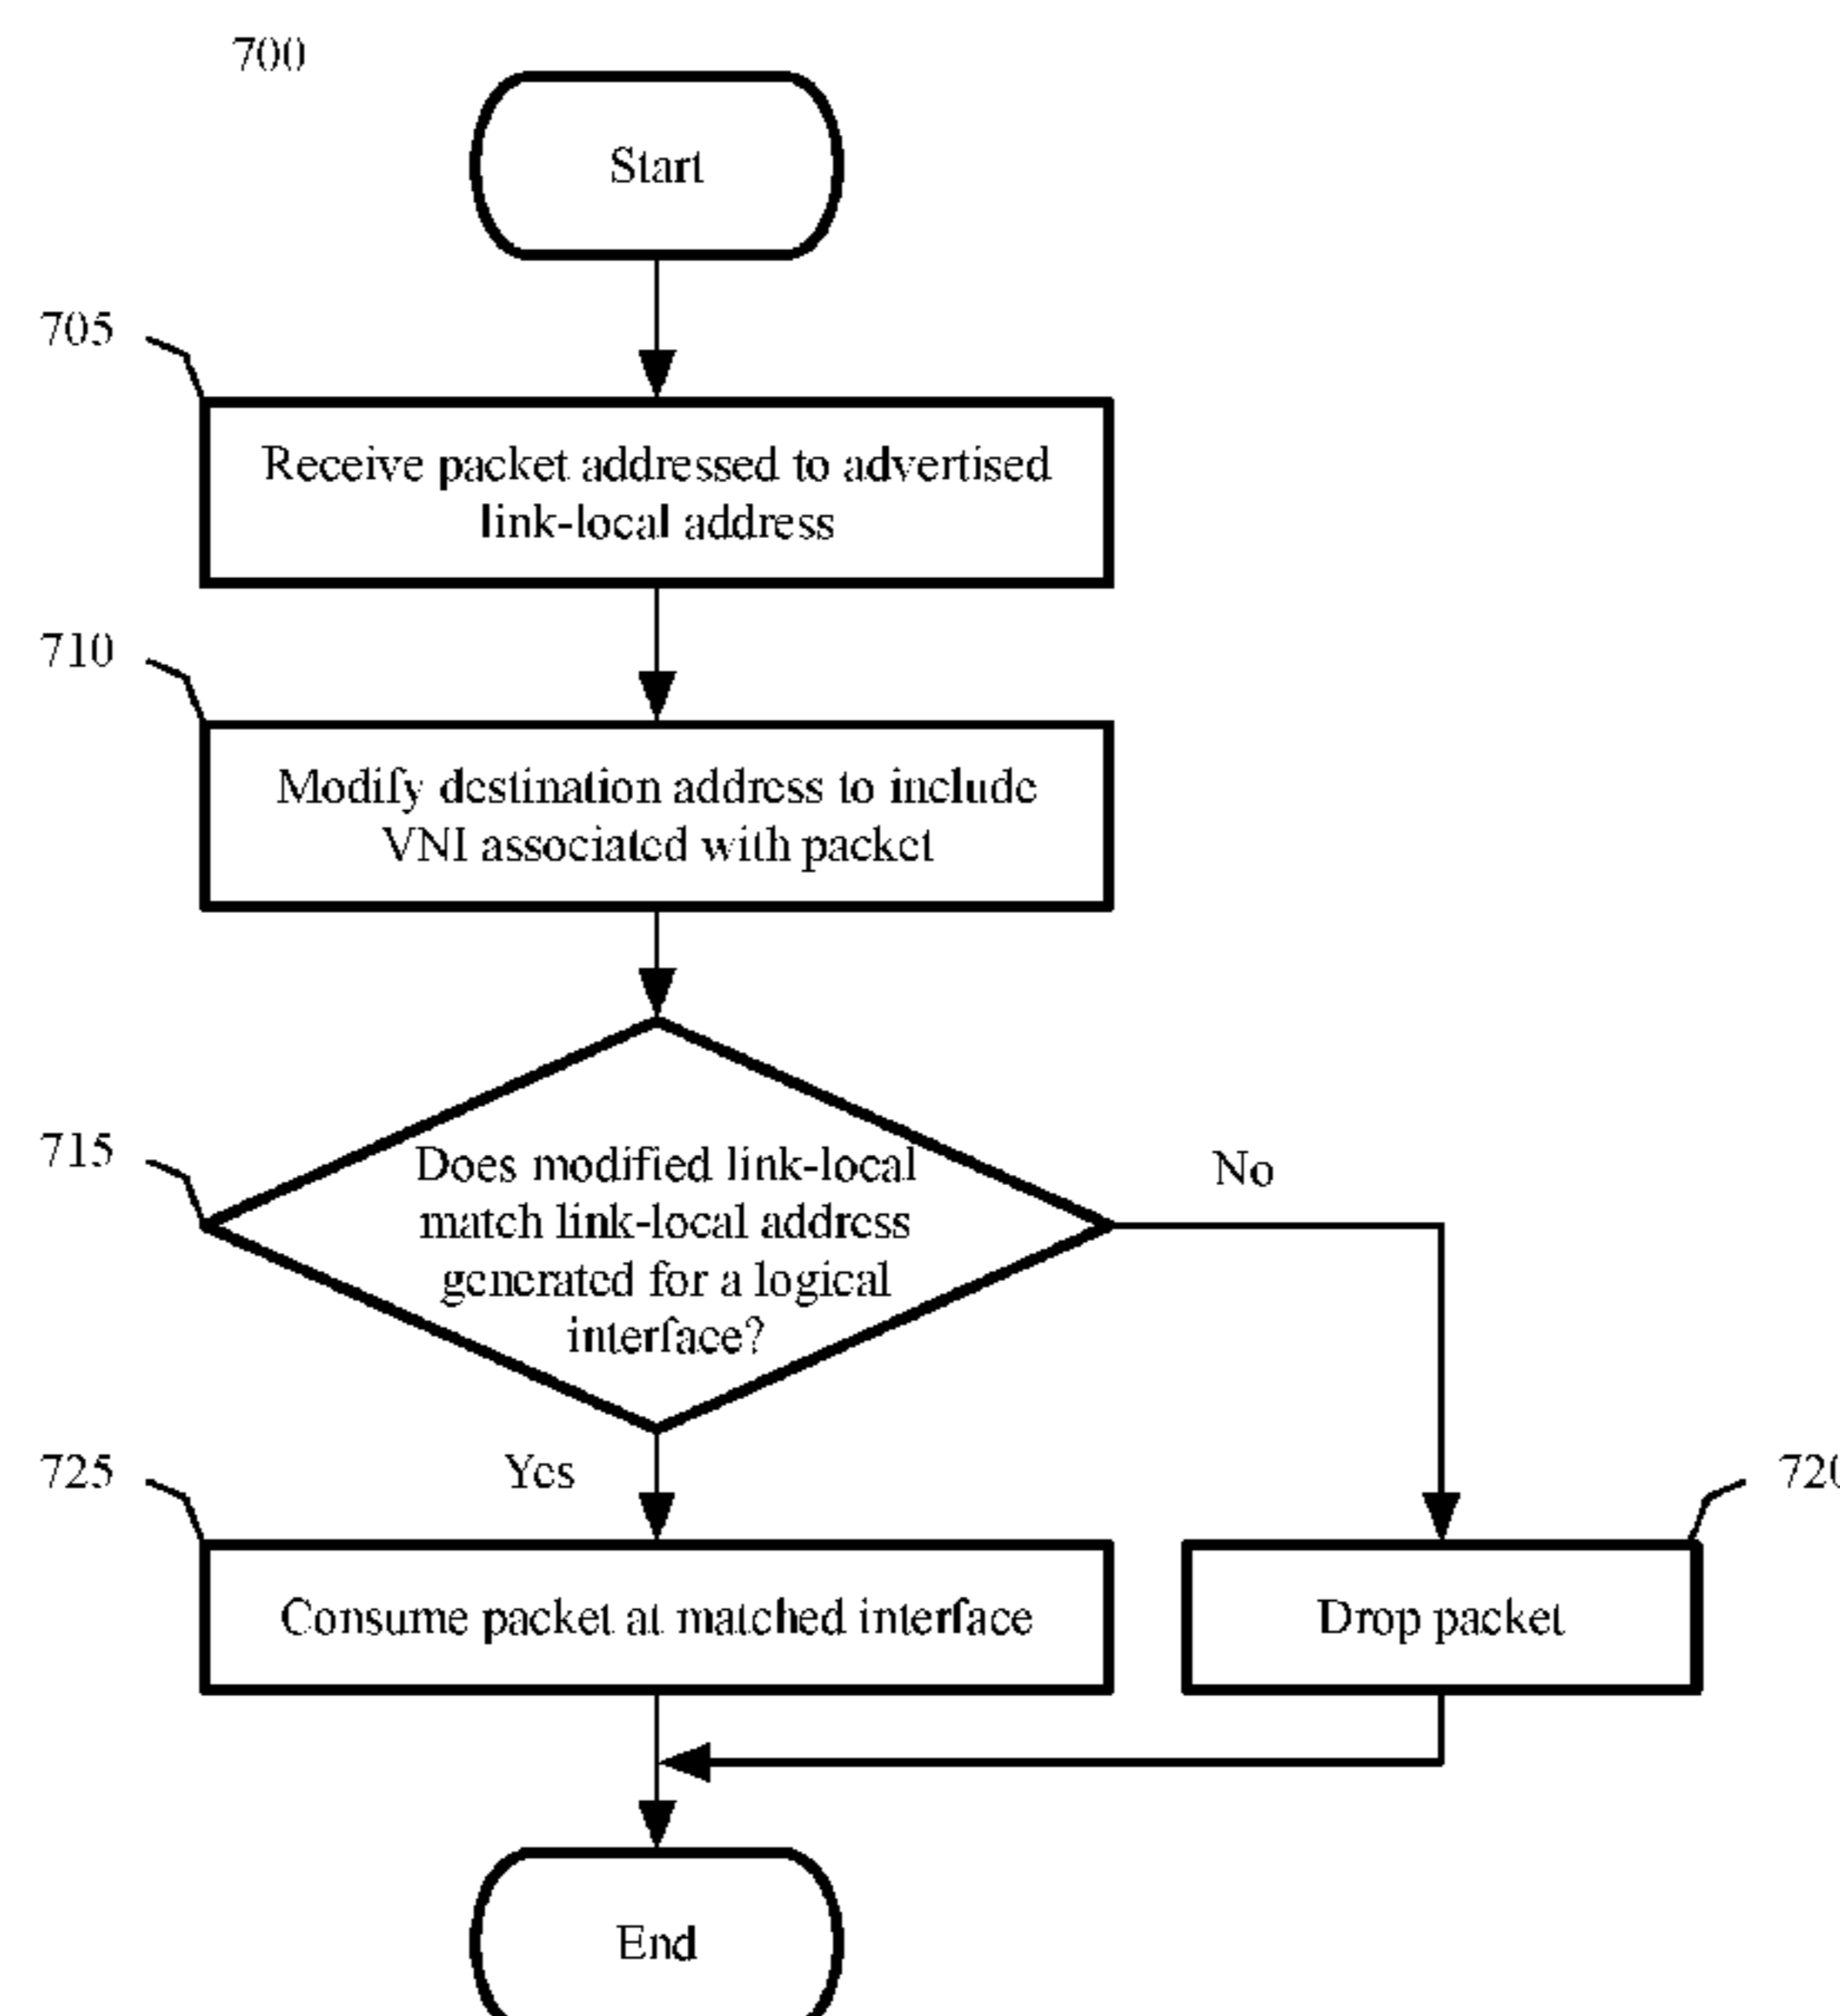 700
Start
705
Receive packet addressed to advertised
link-local address
710
Modify destination address to include
VNI associated with packet
715
Does modified link-local
match link-local address
generated for a logical
interface?
No
Yes
725
720
Consume packet at matched interface
Drop packet
End